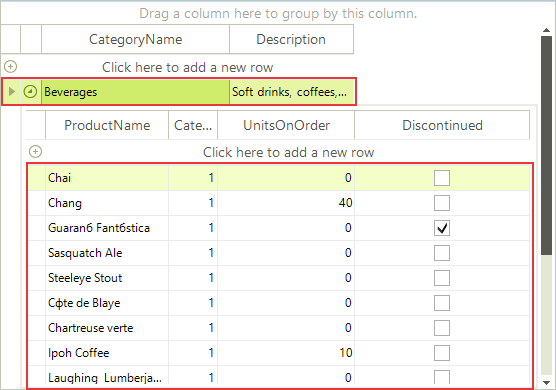 Drag a column here to group by this column.
CategoryName Description
Click here to add a new row
Beverages Soft drinks, coffees,...
ProductName Cate... UnitsOnOrder Discontinued
Click here to add a new row
Chai 1 0
Chang 1 40
Guaran6 Fant6stica 1 0
Sasquatch Ale 1 0
Steeleye Stout 1 0
Cфte de Blaye 1 0
Chartreuse verte 1 0
Ipoh Coffee 1 10
Laughing Lumberja... 1 0